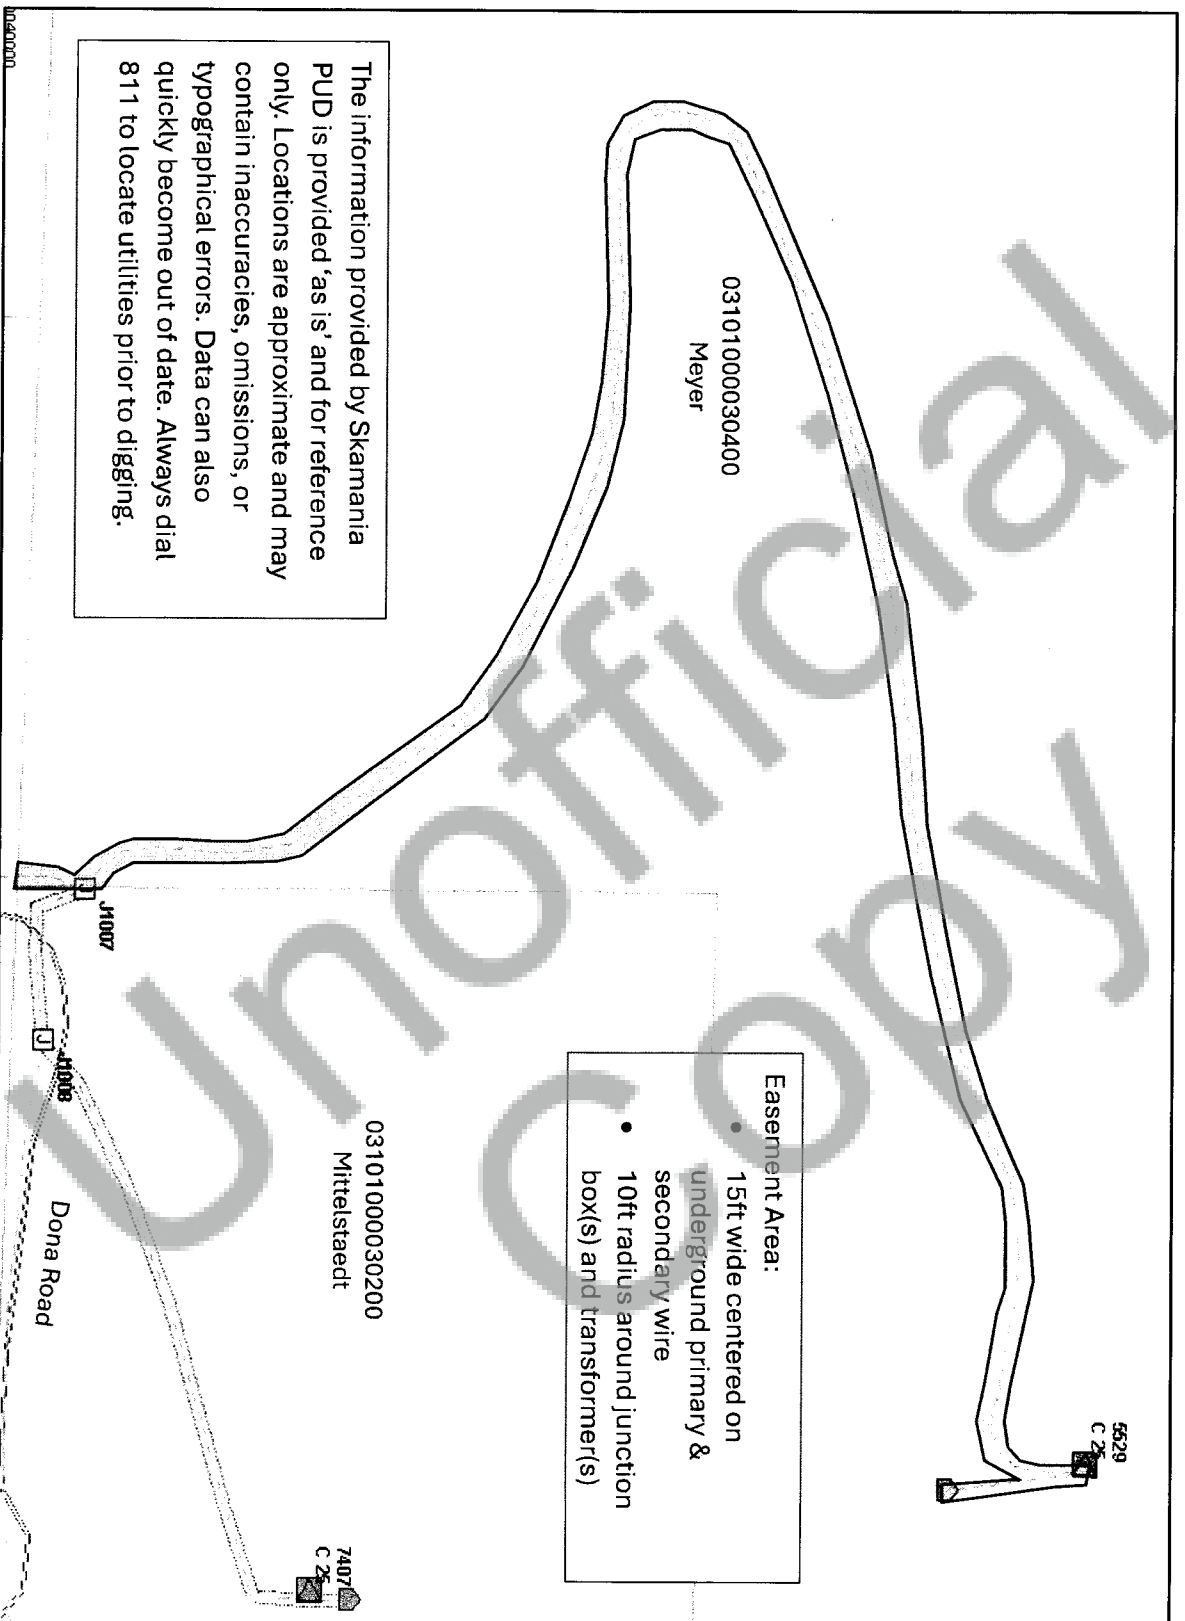 5529
C 25
Easement Area:
• 15ft wide centered on
underground primary &
secondary wire
• 10ft radius around junction
box(s) and transformer(s)
03101000030400
Meyer
The information provided by Skamania
PUD is provided ‘as is’ and for reference
only. Locations are approximate and may
contain inaccuracies, omissions, or
typographical errors. Data can also
quickly become out of date. Always dial
811 to locate utilities prior to digging.
03101000030200
Mittelstaedt
7407
C 25
J1007
J
J1008
Dona Road
Unofficial
Copy